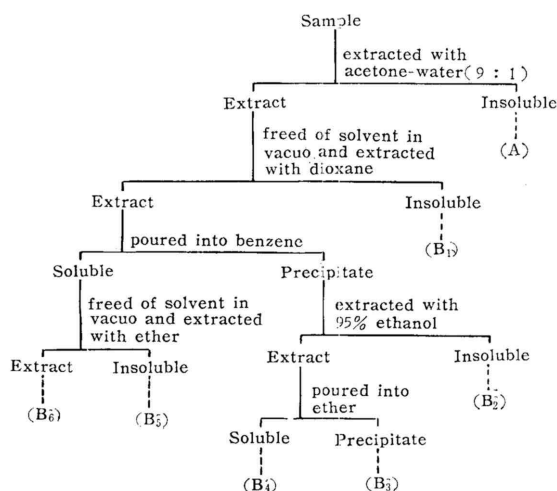 Sample
extracted with
acetone-water(9 : 1)
Extract Insoluble
freed of solvent in
vacuo and extracted
with dioxane
(A)
Extract Insoluble
poured into benzene
(B1)
Soluble Precipitate
freed of solvent in
vacuo and extracted
with ether
extracted with
95% ethanol
Extract Insoluble
Extract Insoluble
(B6) (B5)
poured into
ether
(B2)
Soluble Precipitate
(B4) (B3)